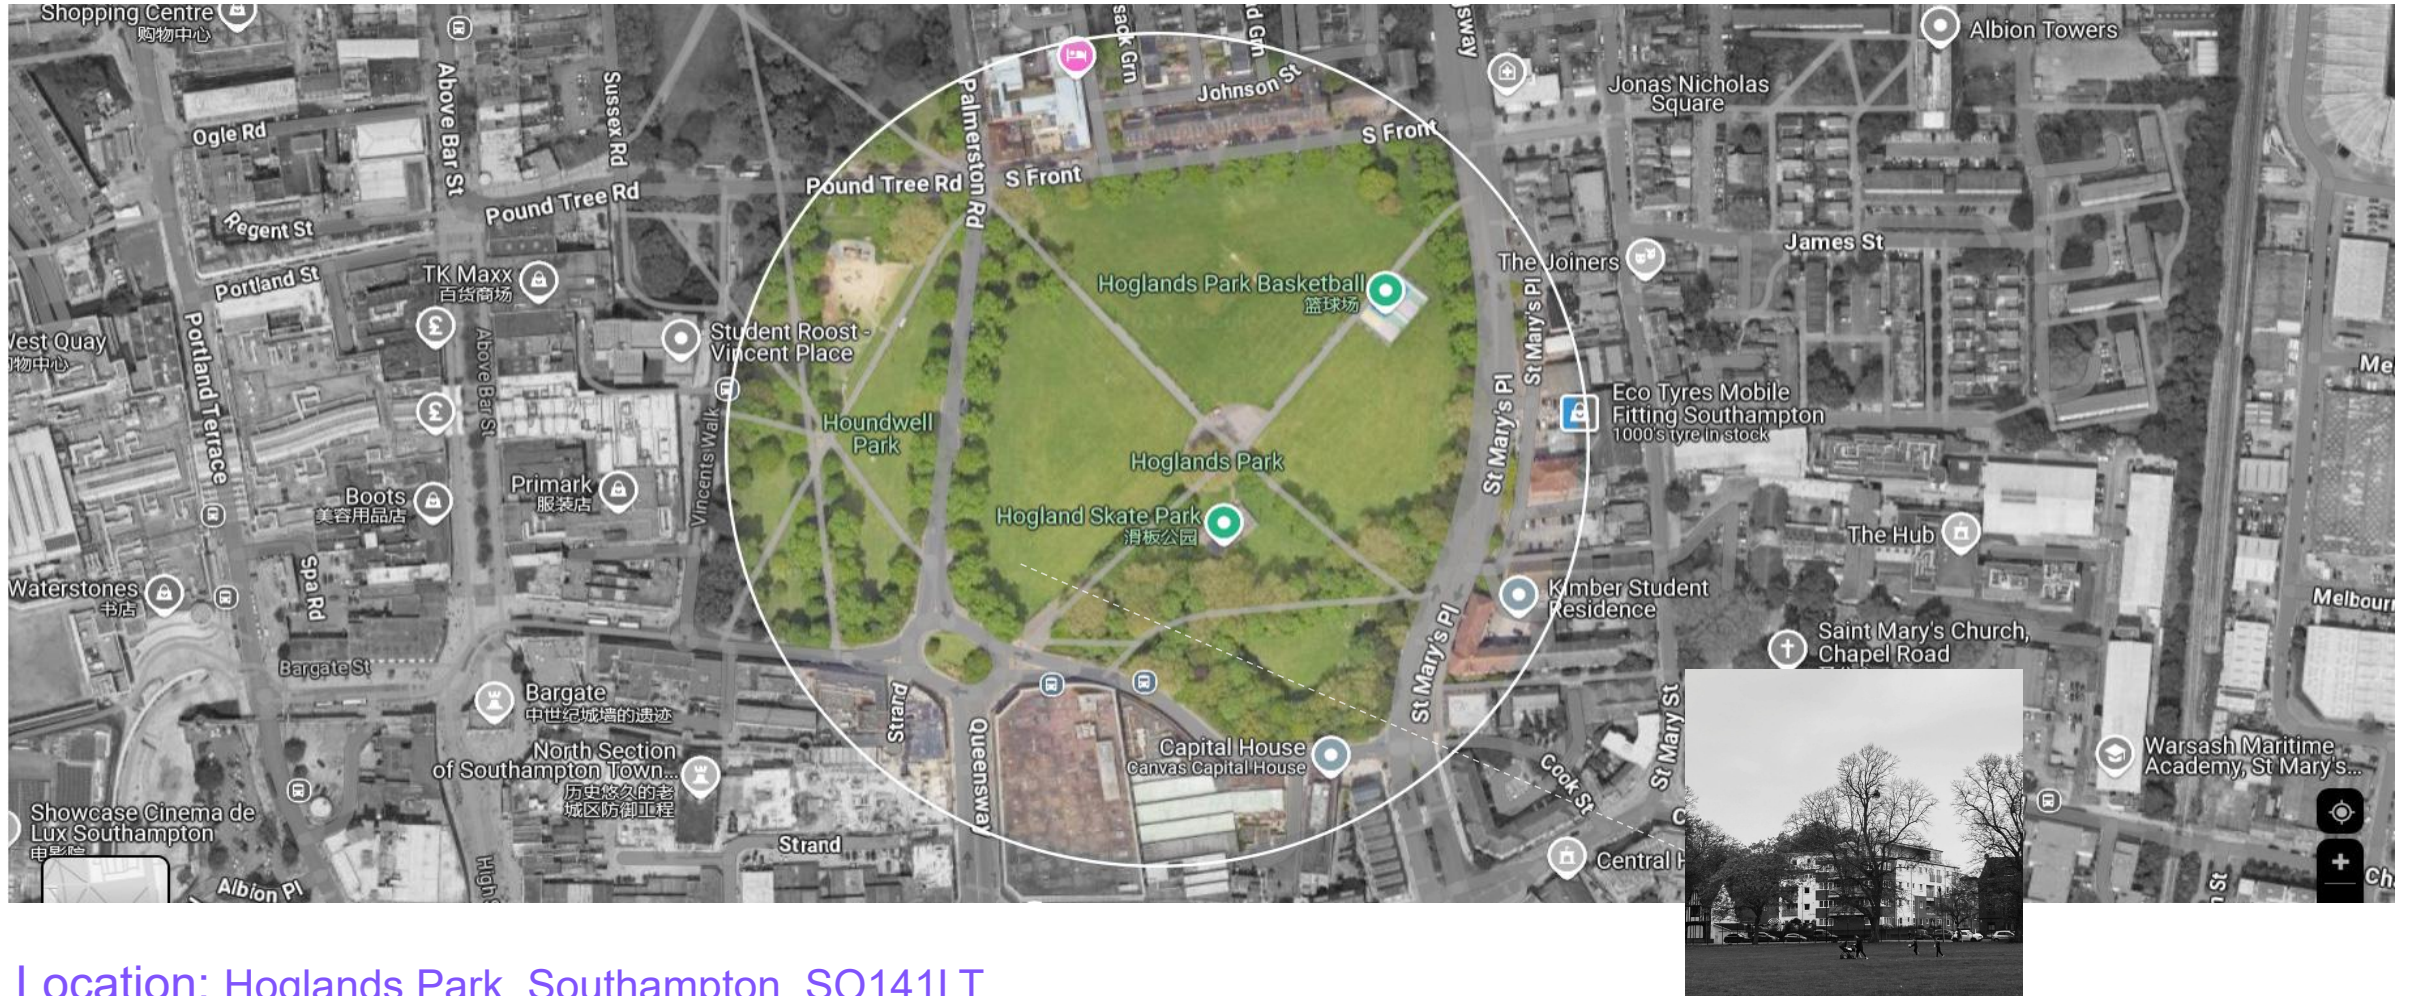 Shopping Centre
购物中心
Ogle Rd
Above Bar St
Sussex Rd
Pound Tree Rd
Regent St
Portland St
TK Maxx
百货商场
Above Bar St
Portland Terrace
West Quay
购物中心
Student Roost -
Vincent Place
Vincents Walk
Boots
美容用品店
Primark
服装店
Waterstones
书店
Spa Rd
Bargate St
Bargate
中世纪城墙的遗迹
North Section
of Southampton Town...
历史悠久的老
城区防御工程
Showcase Cinema de
Lux Southampton
电影院
Albion Pl
High
Strand
Strand
Queensway
Palmerston Rd
Pound Tree Rd
S Front
Johnson St
S Front
Hoglands Park Basketball
篮球场
Houndwell
Park
Hoglands Park
Hogland Skate Park
滑板公园
Capital House
Canvas Capital House
St Mary's Pl
St Mary's Pl
St Mary's Pl
The Joiners
Jonas Nicholas
Square
Albion Towers
James St
Eco Tyres Mobile
Fitting Southampton
1000's tyre in stock
Kimber Student
Residence
The Hub
Saint Mary's Church,
Chapel Road
St Mary St
Cook St
Central
Warsash Maritime
Academy, St Mary's...
Location: Hoglands Park, Southampton, SO141LT